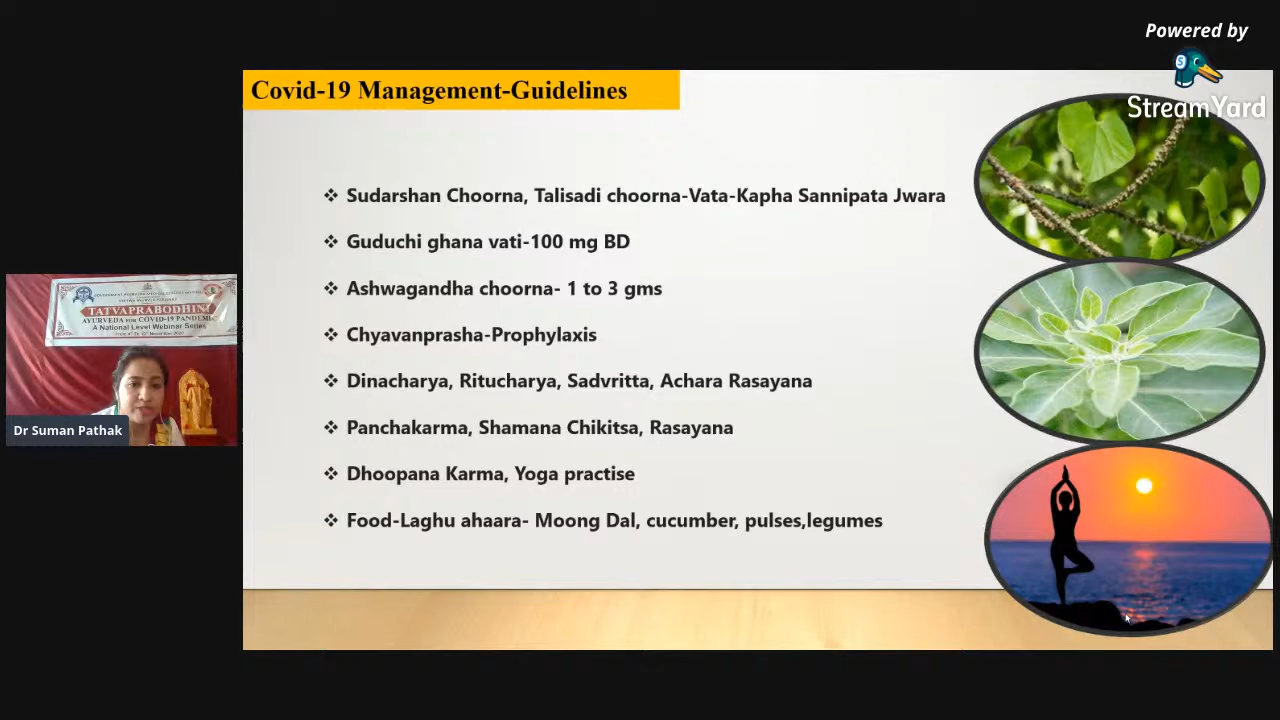 Powered by
StreamYard
Covid-19 Management-Guidelines
❖ Sudarshan Choorna, Talisadi choorna-Vata-Kapha Sannipata Jwara
❖ Guduchi ghana vati-100 mg BD
❖ Ashwagandha choorna- 1 to 3 gms
❖ Chyavanprasha-Prophylaxis
❖ Dinacharya, Ritucharya, Sadvritta, Achara Rasayana
❖ Panchakarma, Shamana Chikitsa, Rasayana
❖ Dhoopana Karma, Yoga practise
❖ Food-Laghu ahaara- Moong Dal, cucumber, pulses,legumes
TATVAPRABODHINI
AYURVEDA FOR COVID-19 PANDEMIC
A National Level Webinar Series
Dr Suman Pathak